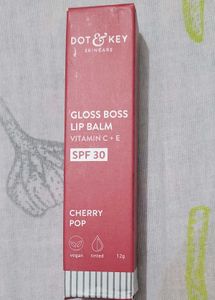 DOT & KEY
SKINCARE
GLOSS BOSS
LIP BALM
VITAMIN C + E
SPF 30
CHERRY
POP
vegan tinted 12g